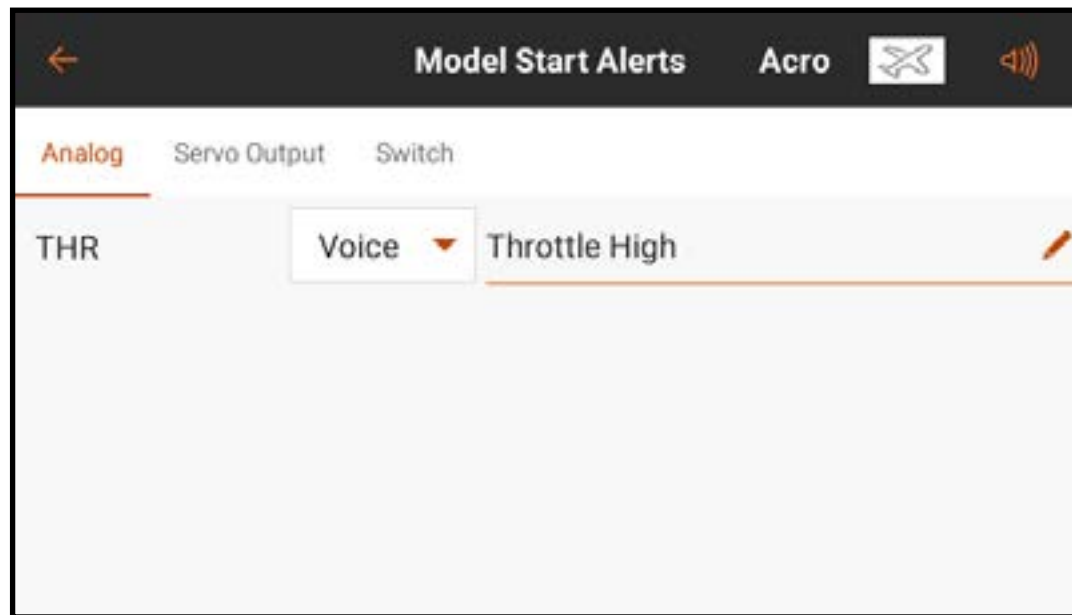 Model Start Alerts Acro
Analog Servo Output Switch
THR Voice Throttle High